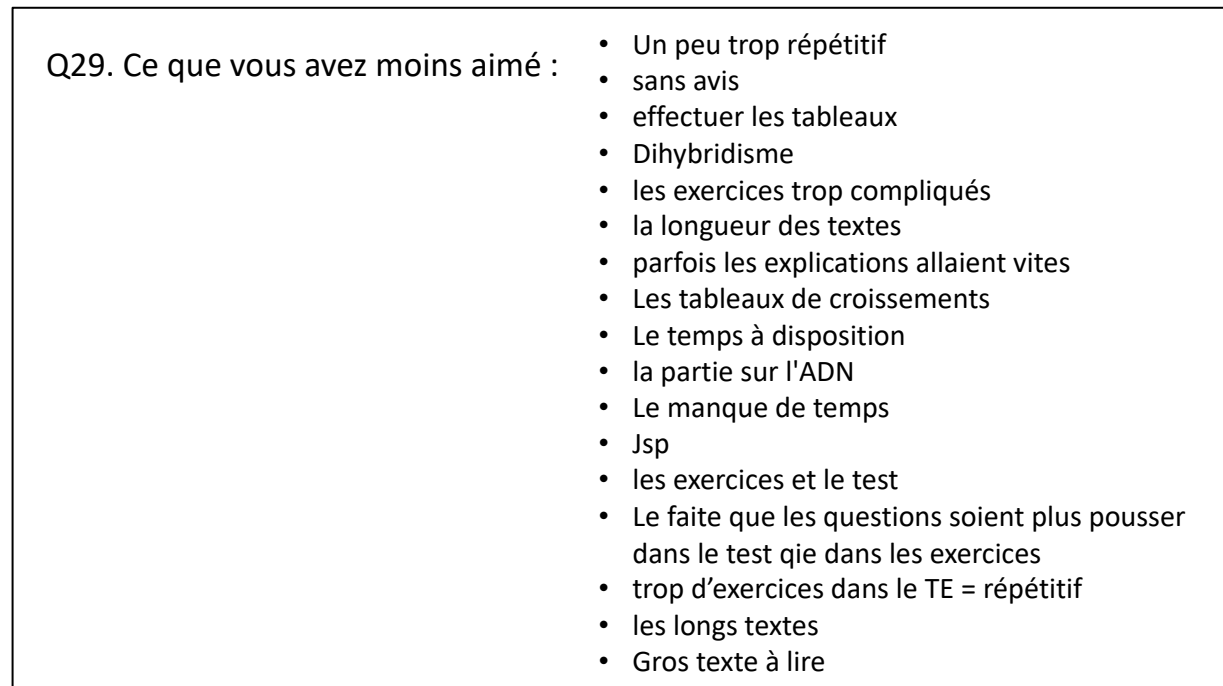 Q29. Ce que vous avez moins aimé :
• Un peu trop répétitif
• sans avis
• effectuer les tableaux
• Dihybridisme
• les exercices trop compliqués
• la longueur des textes
• parfois les explications allaient vites
• Les tableaux de croissements
• Le temps à disposition
• la partie sur l'ADN
• Le manque de temps
• Jsp
• les exercices et le test
• Le faite que les questions soient plus pousser
dans le test qie dans les exercices
• trop d’exercices dans le TE = répétitif
• les longs textes
• Gros texte à lire